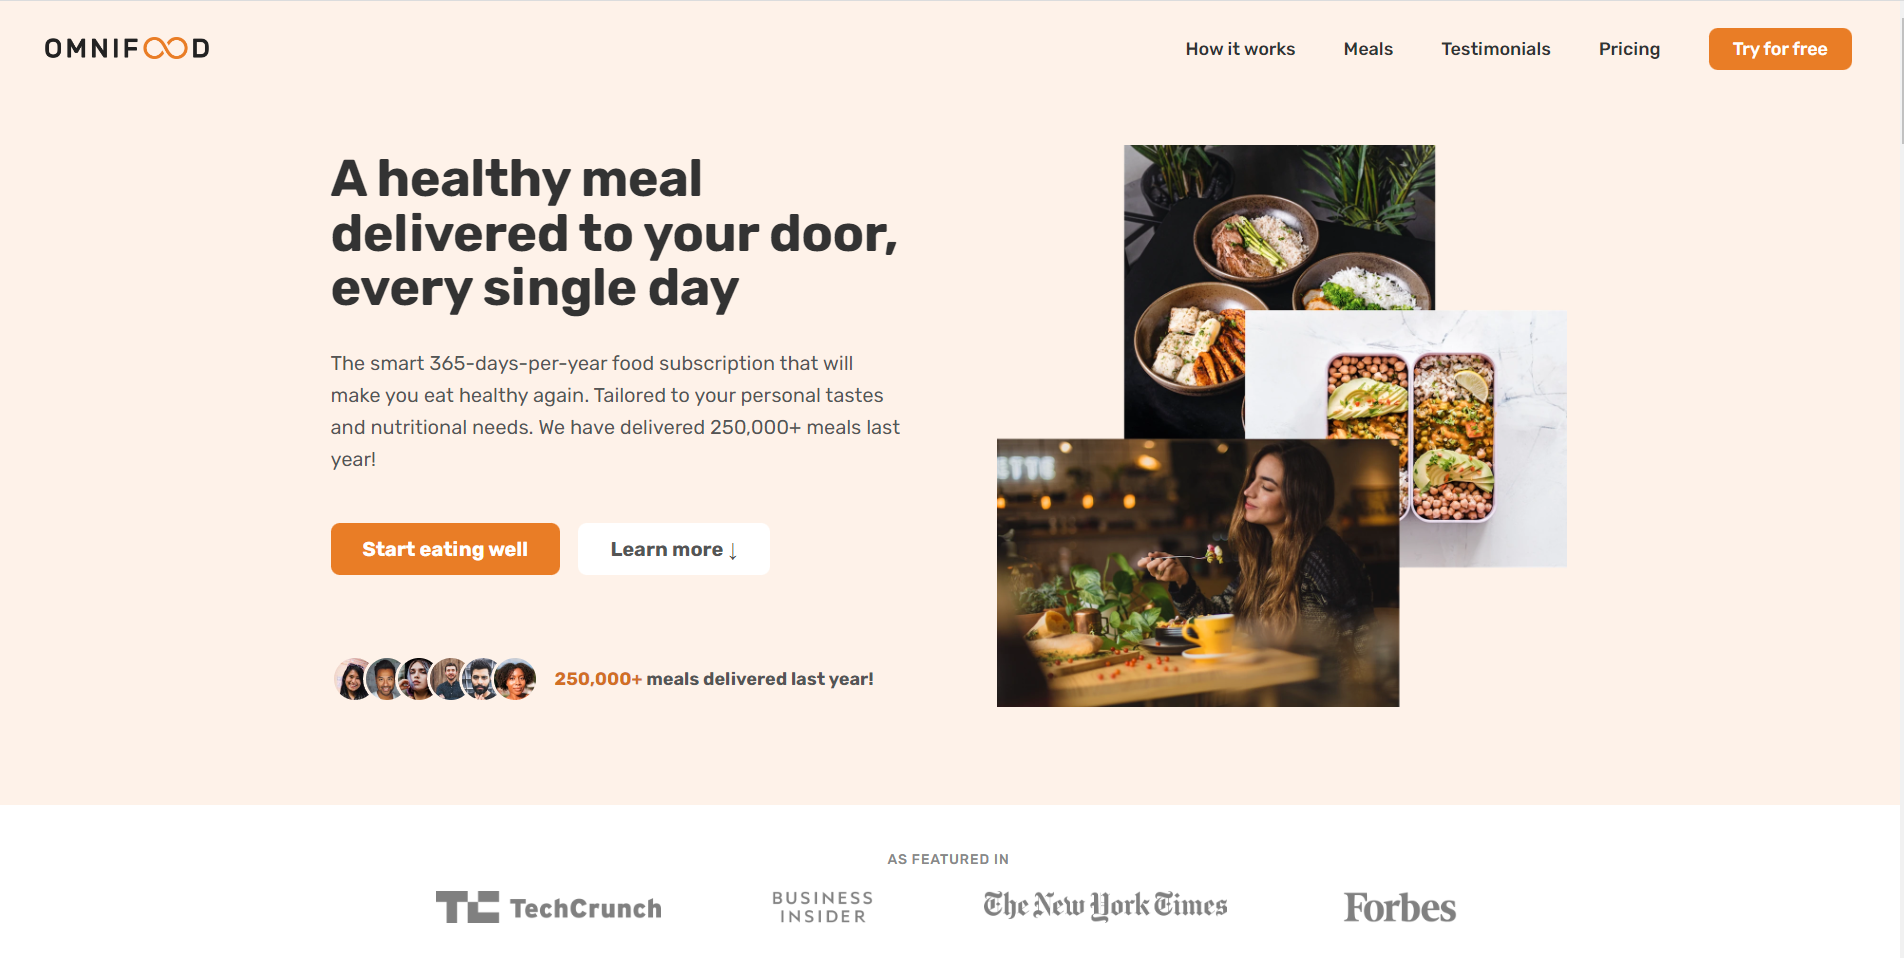 OMNIFOOD
How it works
Meals
Testimonials
Pricing
Try for free
A healthy meal
delivered to your door,
every single day
The smart 365-days-per-year food subscription that will
make you eat healthy again. Tailored to your personal tastes
and nutritional needs. We have delivered 250,000+ meals last
year!
Start eating well
Learn more ↓
250,000+ meals delivered last year!
ETTE
AS FEATURED IN
TC TechCrunch
BUSINESS
INSIDER
The New York Times
Forbes